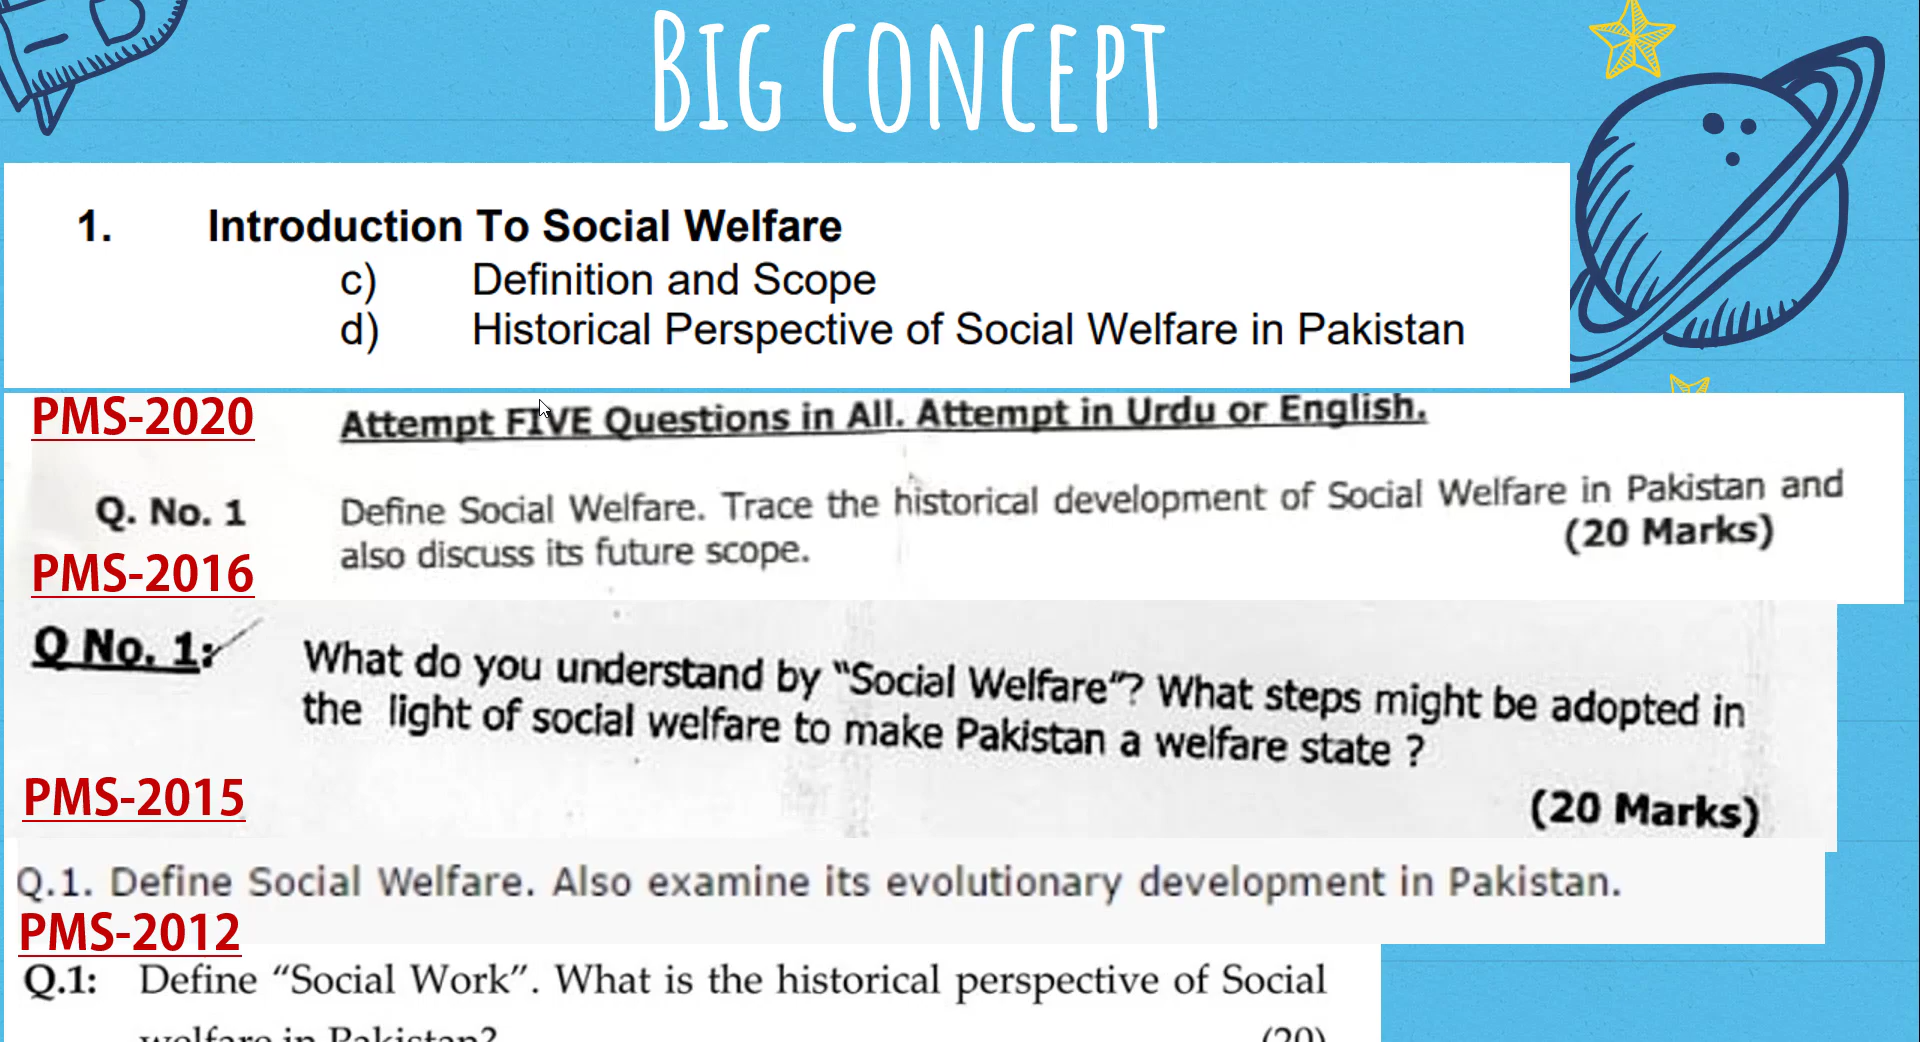 BIG CONCEPT
1. Introduction To Social Welfare
c) Definition and Scope
d) Historical Perspective of Social Welfare in Pakistan
PMS-2020
Attempt FIVE Questions in All. Attempt in Urdu or English.
Q. No. 1 Define Social Welfare. Trace the historical development of Social Welfare in Pakistan and
also discuss its future scope. (20 Marks)
PMS-2016
Q No. 1: What do you understand by "Social Welfare"? What steps might be adopted in
the light of social welfare to make Pakistan a welfare state ?
(20 Marks)
PMS-2015
Q.1. Define Social Welfare. Also examine its evolutionary development in Pakistan.
PMS-2012
Q.1: Define “Social Work”. What is the historical perspective of Social
welfare in Pakistan? (20)